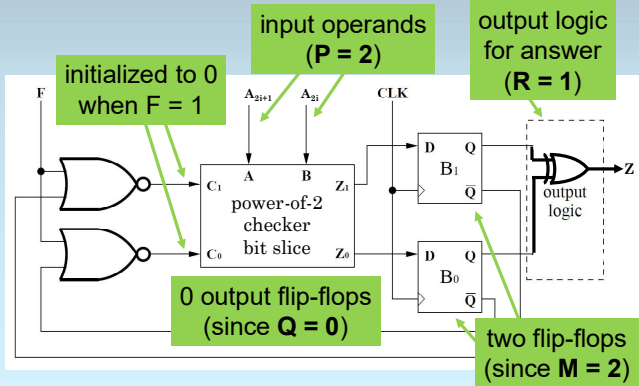 input operands
(P = 2)
output logic
for answer
(R = 1)
initialized to 0
when F = 1
F
A2i+1
A2i
CLK
C1
A
B
Z1
power-of-2
checker
bit slice
C0
Z0
D
Q
B1
Q̅
D
Q
B0
Q̅
Z
output
logic
0 output flip-flops
(since Q = 0)
two flip-flops
(since M = 2)